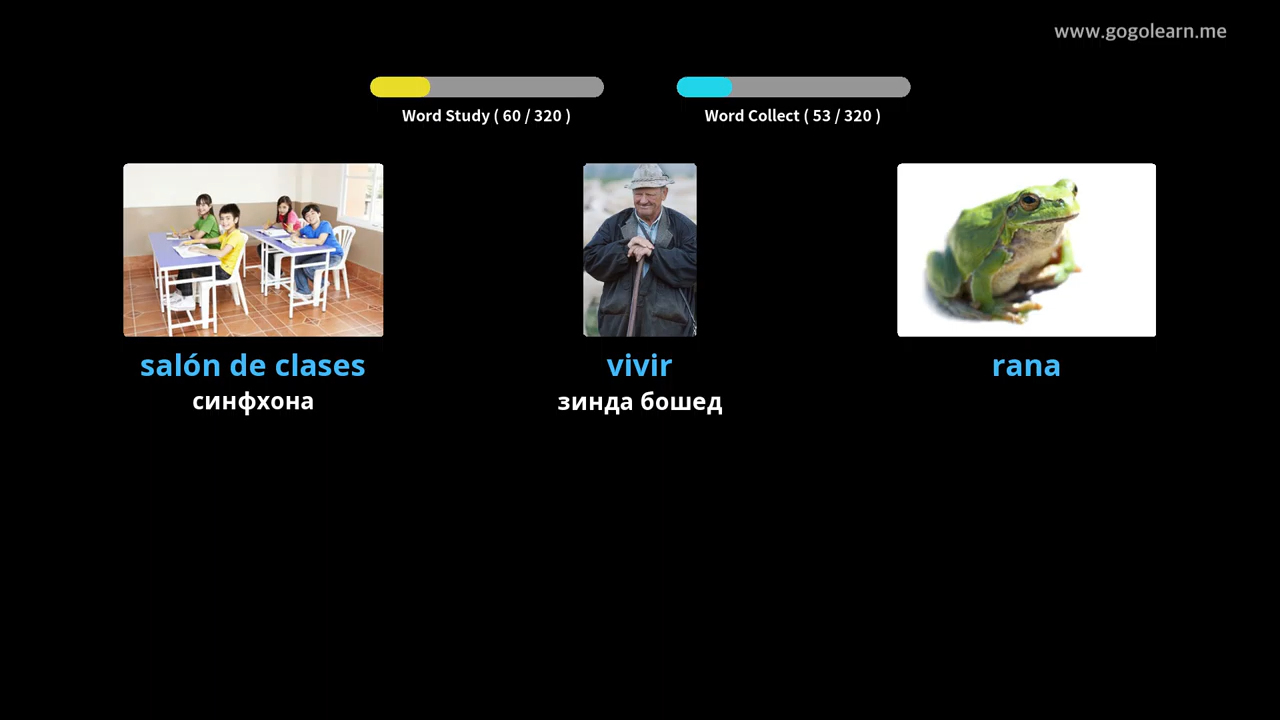 www.gogolearn.me
Word Study ( 60 / 320 )
Word Collect ( 53 / 320 )
salón de clases
синфхона
vivir
зинда бошед
rana